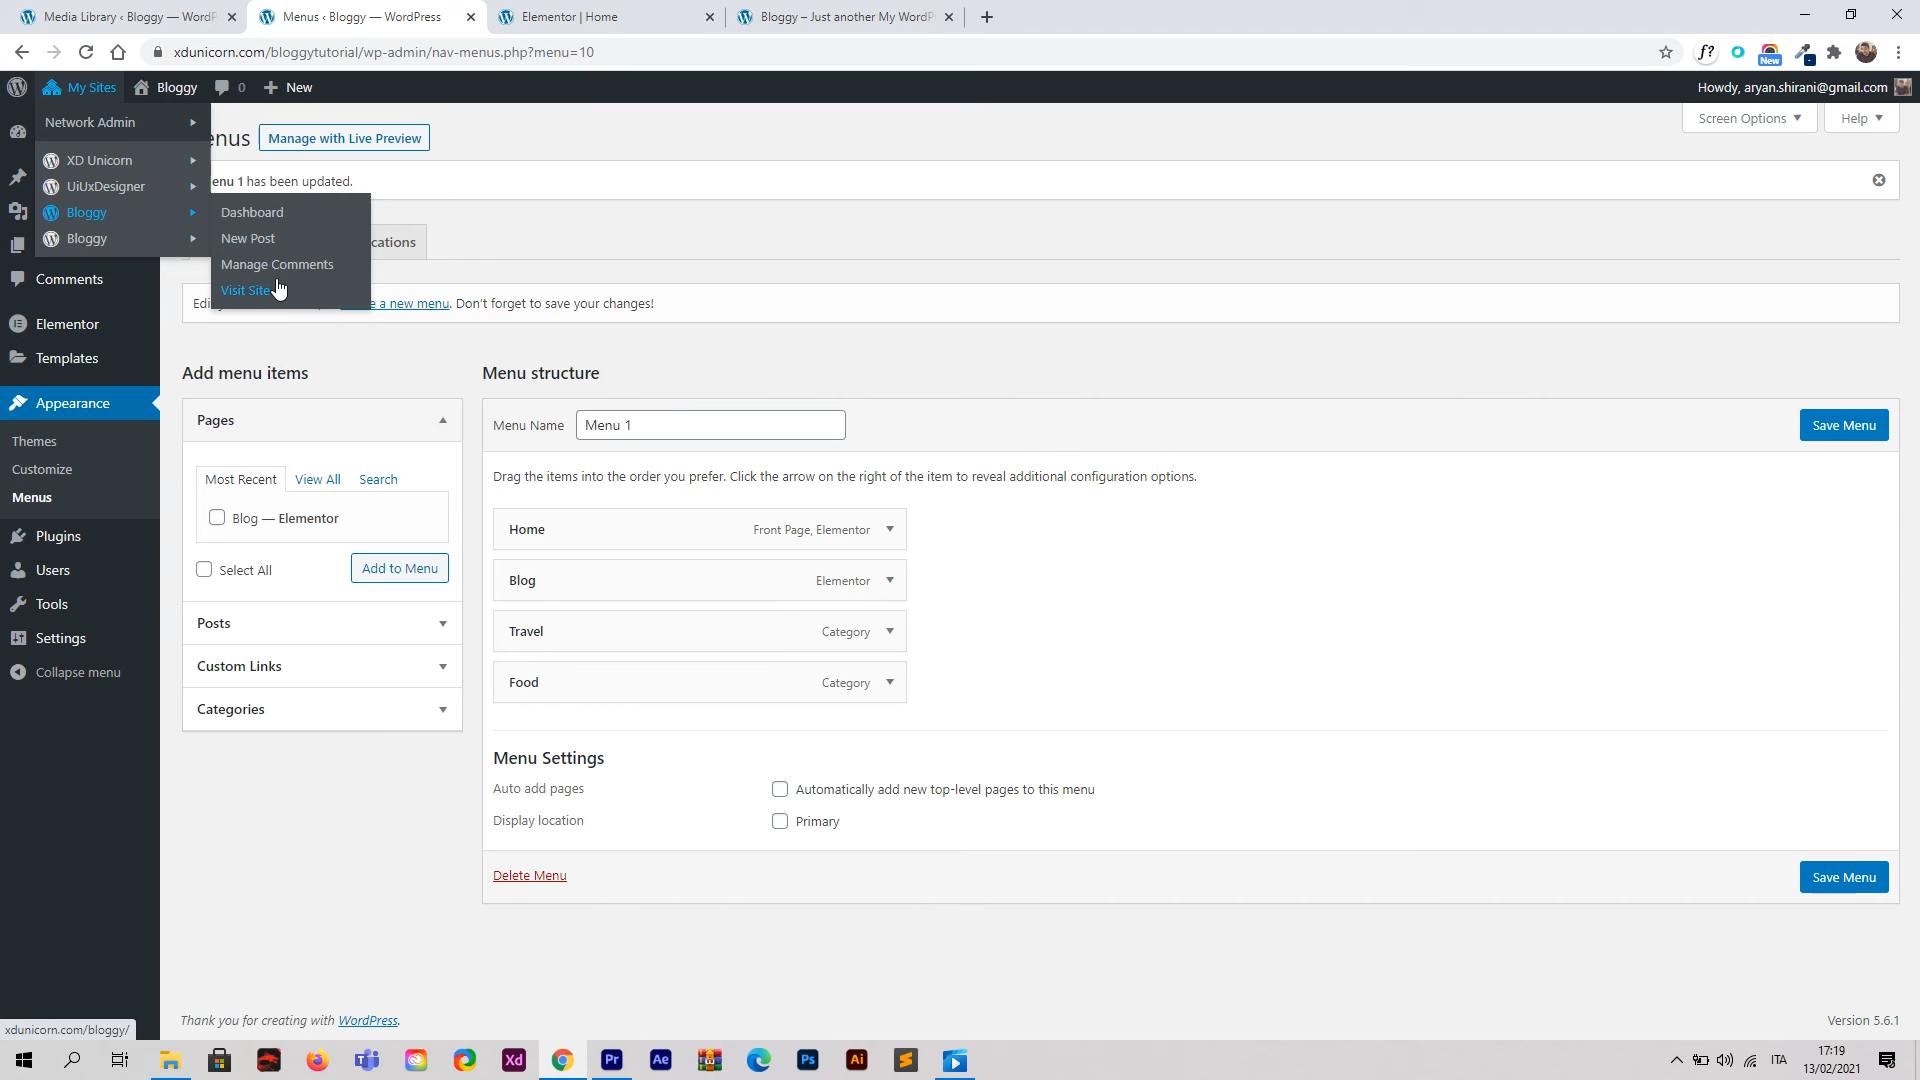 Media Library ‹ Bloggy — WordP
Menus ‹ Bloggy — WordPress
Elementor | Home
Bloggy – Just another My WordP
xdunicorn.com/bloggytutorial/wp-admin/nav-menus.php?menu=10
f?
New
My Sites
Bloggy
0
New
Howdy, aryan.shirani@gmail.com
Network Admin
XD Unicorn
UiUxDesigner
Bloggy
Bloggy
Dashboard
New Post
Manage Comments
Visit Site
enus
Manage with Live Preview
Screen Options
Help
enu 1 has been updated.
cations
Edi
e a new menu. Don't forget to save your changes!
Comments
Elementor
Templates
Appearance
Themes
Customize
Menus
Plugins
Users
Tools
Settings
Collapse menu
Add menu items
Pages
Most Recent
View All
Search
Blog — Elementor
Select All
Add to Menu
Posts
Custom Links
Categories
Menu structure
Menu Name
Menu 1
Save Menu
Drag the items into the order you prefer. Click the arrow on the right of the item to reveal additional configuration options.
Home
Front Page, Elementor
Blog
Elementor
Travel
Category
Food
Category
Menu Settings
Auto add pages
Automatically add new top-level pages to this menu
Display location
Primary
Delete Menu
Save Menu
Thank you for creating with WordPress.
Version 5.6.1
xdunicorn.com/bloggy/
Xd
Pr
Ae
Ps
Ai
ITA
17:19
13/02/2021